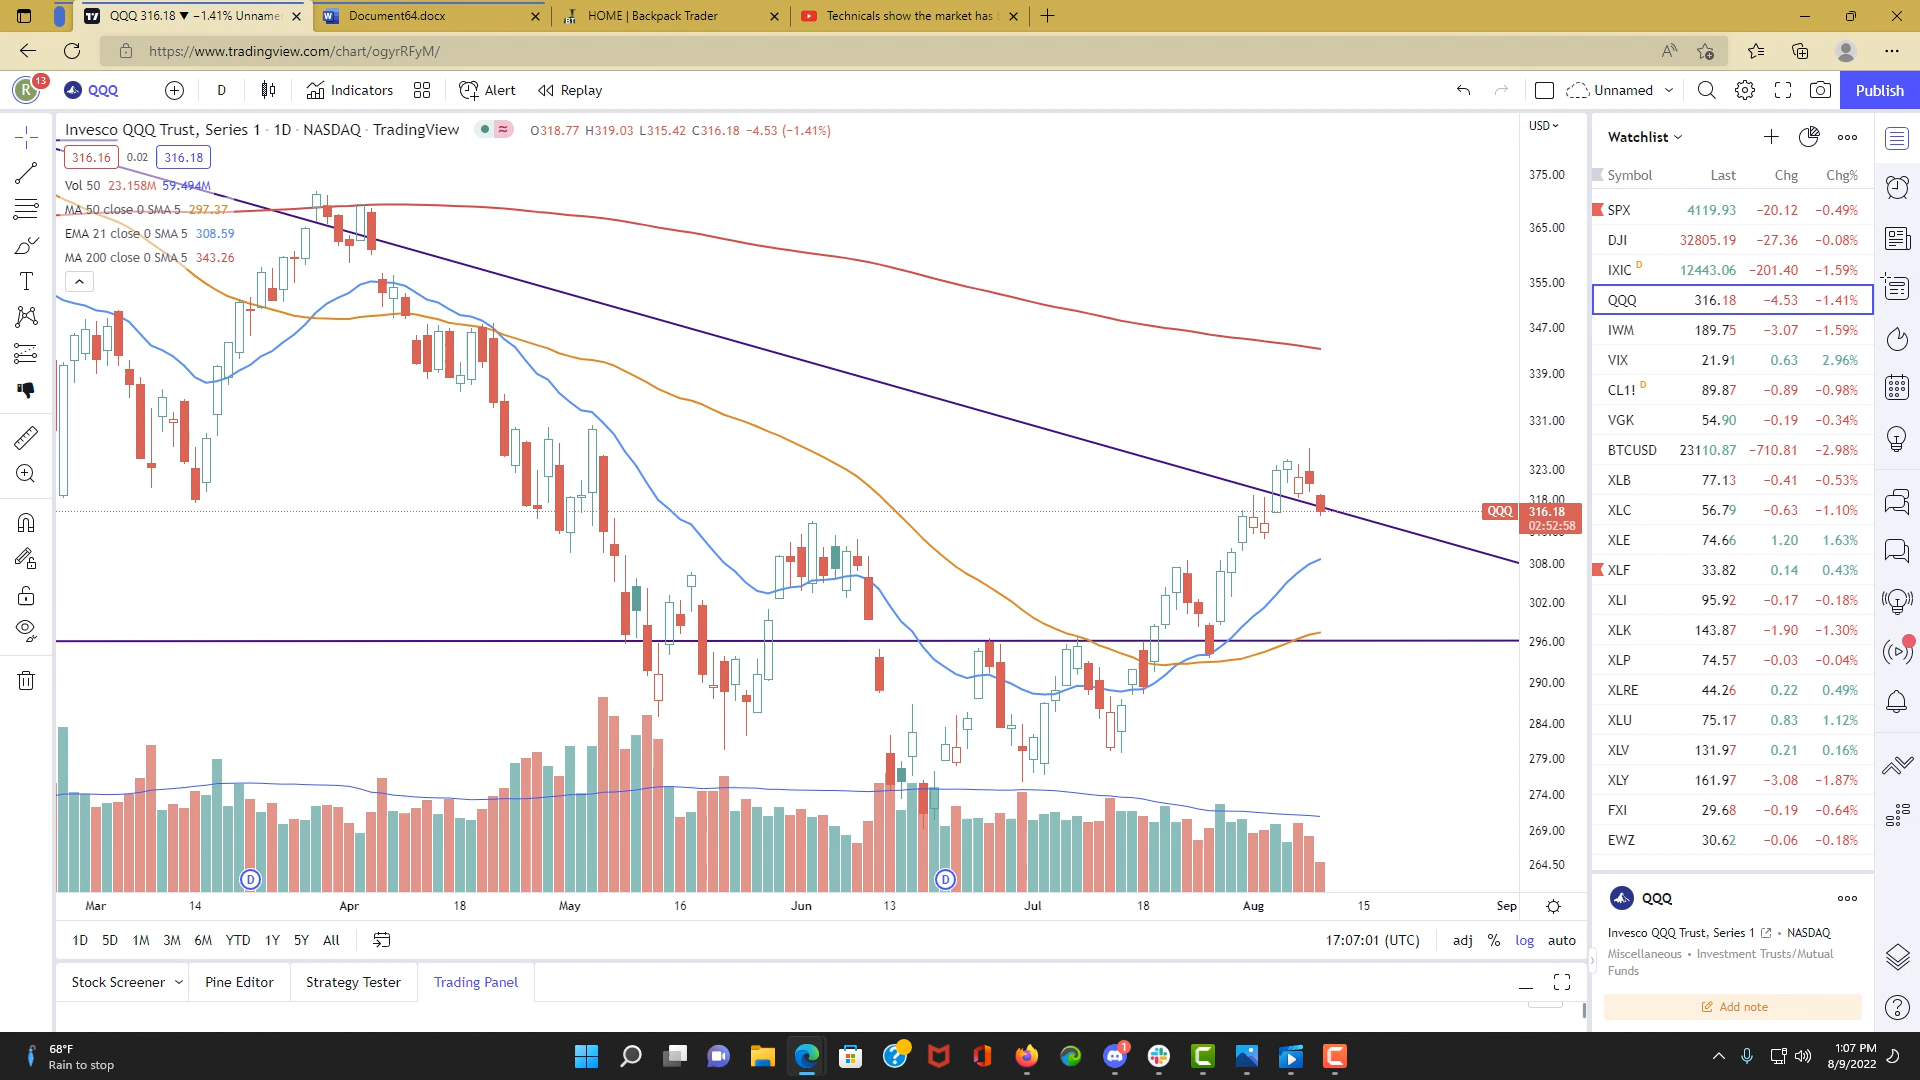 QQQ 316.18 ▼ −1.41% Unname
Document64.docx
HOME | Backpack Trader
Technicals show the market has
https://www.tradingview.com/chart/ogyrRFyM/
R 13 QQQ D Indicators Alert Replay Unnamed Publish
Invesco QQQ Trust, Series 1 · 1D · NASDAQ · TradingView O318.77 H319.03 L315.42 C316.18 −4.53 (−1.41%)
316.16 0.02 316.18
Vol 50 23.158M 59.494M
MA 50 close 0 SMA 5 297.37
EMA 21 close 0 SMA 5 308.59
MA 200 close 0 SMA 5 343.26
USD
375.00
365.00
355.00
347.00
339.00
331.00
323.00
318.00
QQQ 316.18
02:52:58
308.00
302.00
296.00
290.00
284.00
279.00
274.00
269.00
264.50
D D
Mar 14 Apr 18 May 16 Jun 13 Jul 18 Aug 15 Sep
1D 5D 1M 3M 6M YTD 1Y 5Y All 17:07:01 (UTC) adj % log auto
Stock Screener Pine Editor Strategy Tester Trading Panel
Watchlist
Symbol Last Chg Chg%
SPX 4119.93 −20.12 −0.49%
DJI 32805.19 −27.36 −0.08%
IXIC D 12443.06 −201.40 −1.59%
QQQ 316.18 −4.53 −1.41%
IWM 189.75 −3.07 −1.59%
VIX 21.91 0.63 2.96%
CL1! D 89.87 −0.89 −0.98%
VGK 54.90 −0.19 −0.34%
BTCUSD 23110.87 −710.81 −2.98%
XLB 77.13 −0.41 −0.53%
XLC 56.79 −0.63 −1.10%
XLE 74.66 1.20 1.63%
XLF 33.82 0.14 0.43%
XLI 95.92 −0.17 −0.18%
XLK 143.87 −1.90 −1.30%
XLP 74.57 −0.03 −0.04%
XLRE 44.26 0.22 0.49%
XLU 75.17 0.83 1.12%
XLV 131.97 0.21 0.16%
XLY 161.97 −3.08 −1.87%
FXI 29.68 −0.19 −0.64%
EWZ 30.62 −0.06 −0.18%
QQQ
Invesco QQQ Trust, Series 1 • NASDAQ
Miscellaneous • Investment Trusts/Mutual
Funds
Add note
68°F
Rain to stop
1
1:07 PM
8/9/2022